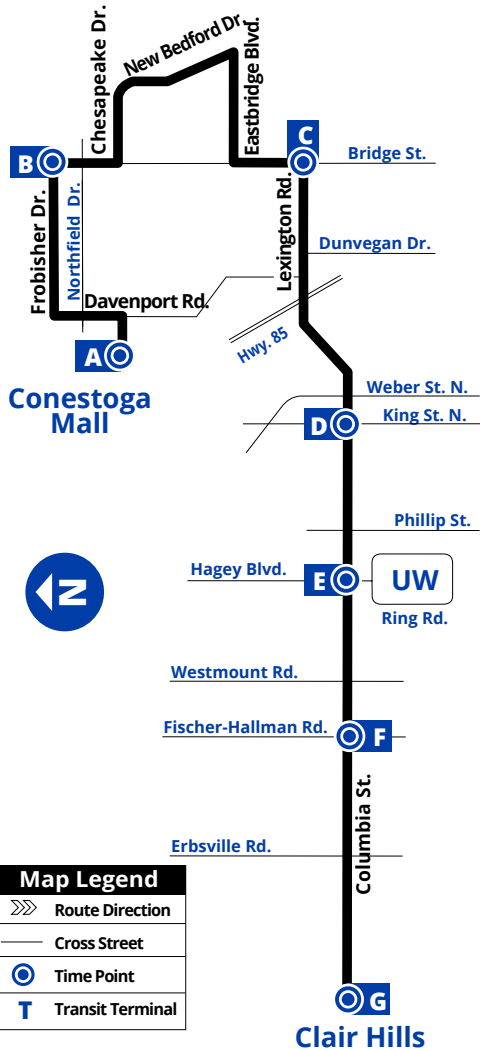 Chesapeake Dr.
New Bedford Dr
Eastbridge Blvd.
B
C
Bridge St.
Frobisher Dr.
Northfield Dr.
Lexington Rd.
Dunvegan Dr.
Davenport Rd.
A
Hwy. 85
Conestoga
Mall
Weber St. N.
D
King St. N.
Phillip St.
Hagey Blvd.
E
UW
Ring Rd.
N
Westmount Rd.
Fischer-Hallman Rd.
F
Columbia St.
Erbsville Rd.
Map Legend
Route Direction
Cross Street
Time Point
T Transit Terminal
G
Clair Hills